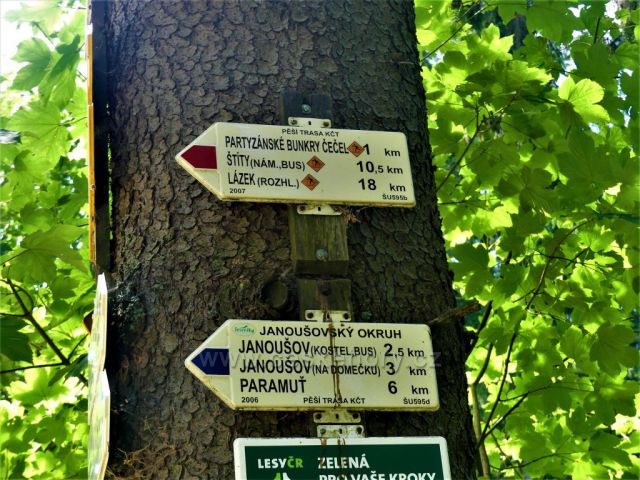 PĚŠÍ TRASA KČT
PARTYZÁNSKÉ BUNKRY ČEČEL 1 km
ŠTÍTY (NÁM.,BUS) 10,5 km
LÁZEK (ROZHL.) 18 km
2007 ŠU595b
JANOUŠOVSKÝ OKRUH
JANOUŠOV (KOSTEL,BUS) 2,5 km
JANOUŠOV (NA DOMEČKU) 3 km
PARAMUŤ 6 km
2006 PĚŠÍ TRASA KČT ŠU595d
LESY ČR ZELENÁ
PRO VAŠE KROKY